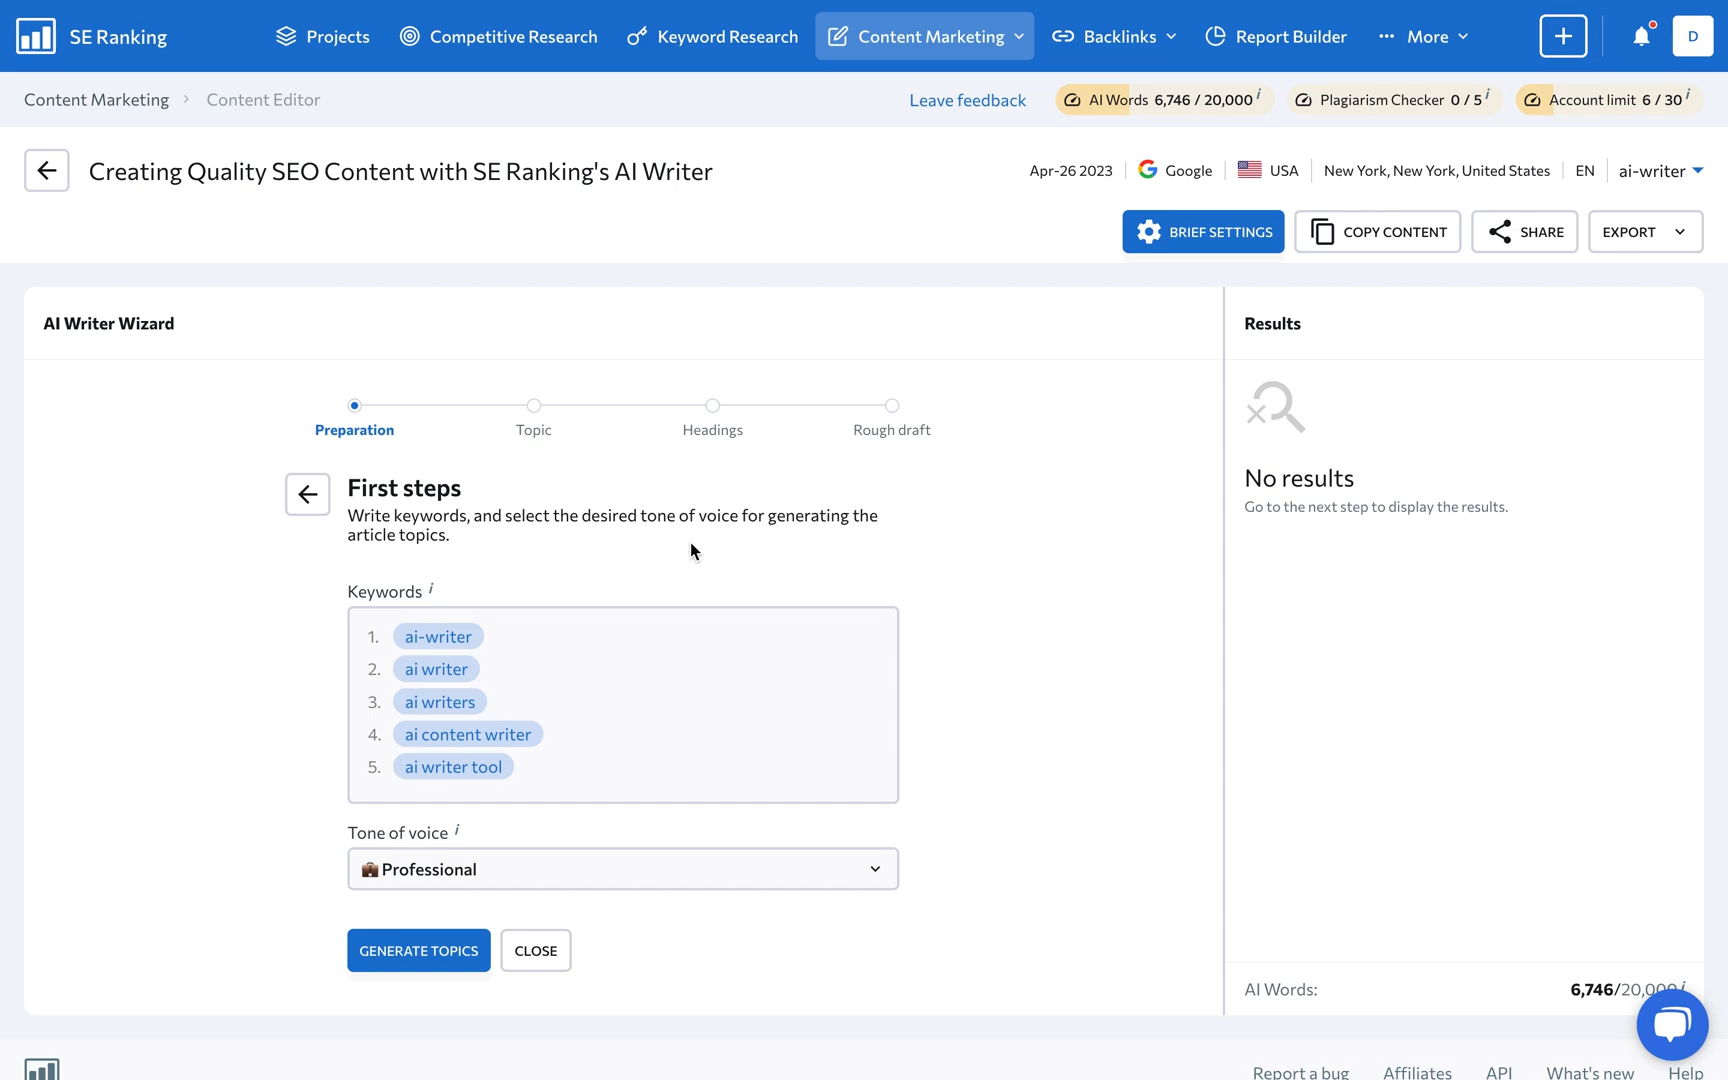 SE Ranking
Projects
Competitive Research
Keyword Research
Content Marketing
Backlinks
Report Builder
More
D
Content Marketing
Content Editor
Leave feedback
AI Words 6,746 / 20,000 i
Plagiarism Checker 0 / 5 i
Account limit 6 / 30 i
Creating Quality SEO Content with SE Ranking's AI Writer
Apr-26 2023
Google
USA
New York, New York, United States
EN
ai-writer
BRIEF SETTINGS
COPY CONTENT
SHARE
EXPORT
AI Writer Wizard
Preparation
Topic
Headings
Rough draft
First steps
Write keywords, and select the desired tone of voice for generating the
article topics.
Keywords i
1. ai-writer
2. ai writer
3. ai writers
4. ai content writer
5. ai writer tool
Tone of voice i
Professional
GENERATE TOPICS
CLOSE
Results
No results
Go to the next step to display the results.
AI Words:
6,746/20,000 i
Report a bug
Affiliates
API
What's new
Help